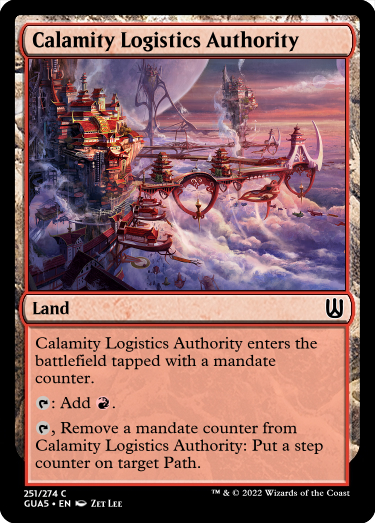 Calamity Logistics Authority
Land
Calamity Logistics Authority enters the
battlefield tapped with a mandate
counter.
: Add .
, Remove a mandate counter from
Calamity Logistics Authority: Put a step
counter on target Path.
251/274 C
GUA5 • EN ZET LEE
™ & © 2022 Wizards of the Coast